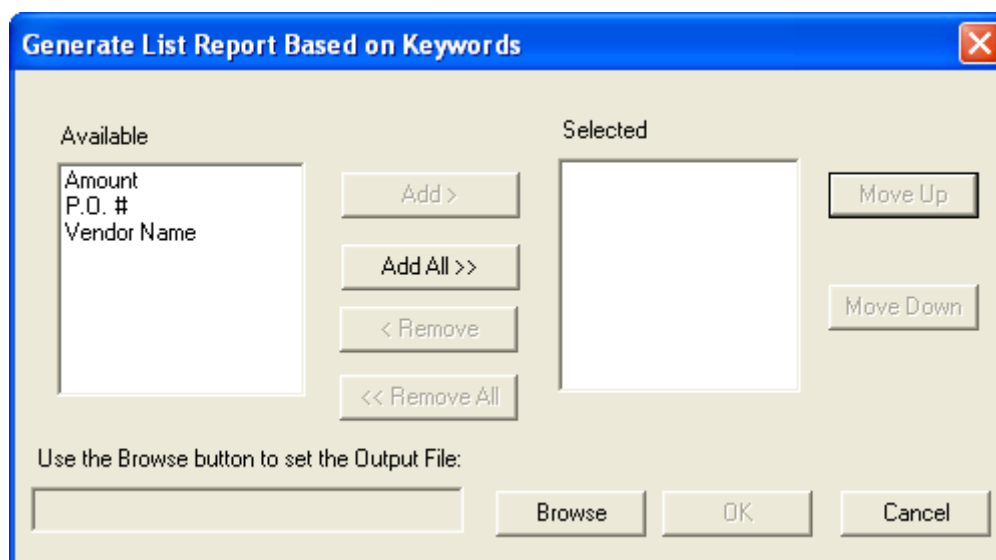 Generate List Report Based on Keywords
Available
Selected
Amount
P.O. #
Vendor Name
Add >
Add All >>
< Remove
<< Remove All
Move Up
Move Down
Use the Browse button to set the Output File:
Browse
OK
Cancel